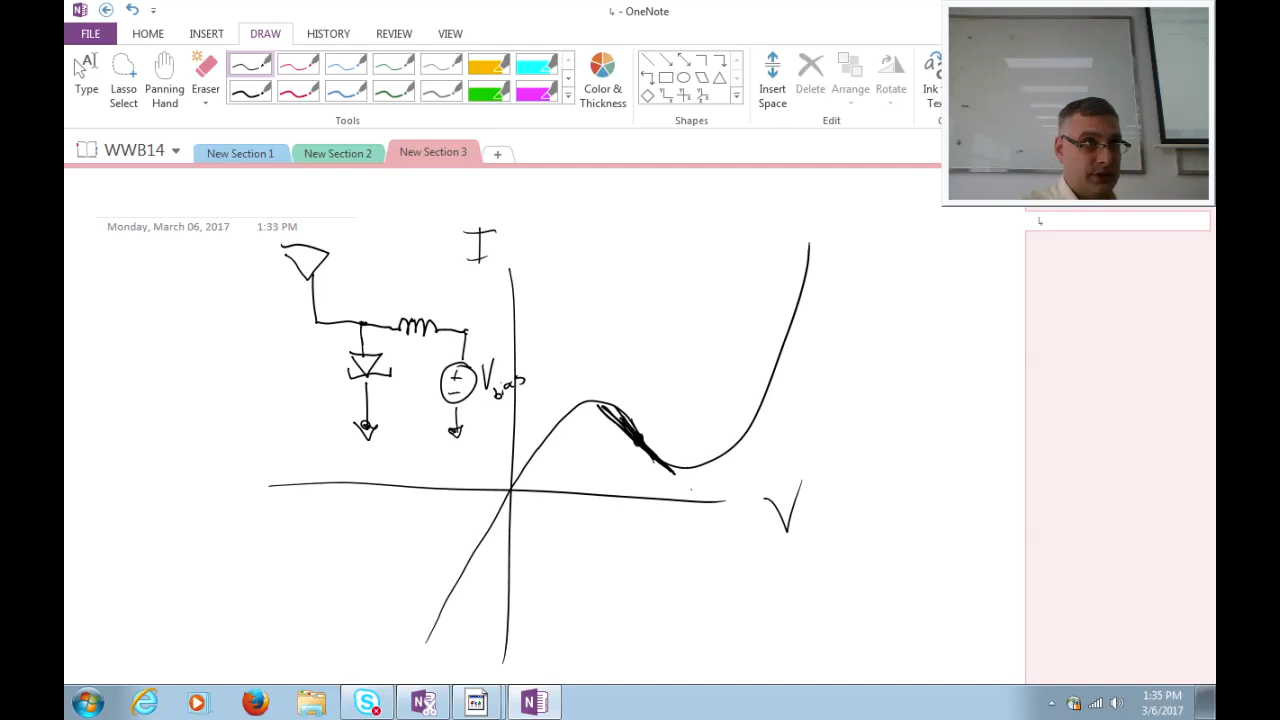 ↳ - OneNote
FILE HOME INSERT DRAW HISTORY REVIEW VIEW
Type
Lasso Select
Panning Hand
Eraser
Color & Thickness
Insert Space
Delete
Arrange
Rotate
Ink
Tools
Shapes
Edit
WWB14
New Section 1
New Section 2
New Section 3
Monday, March 06, 2017 1:33 PM
I
+
−
Vbias
V
1:35 PM
3/6/2017